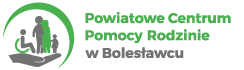 Powiatowe Centrum
Pomocy Rodzinie
w Bolesławcu